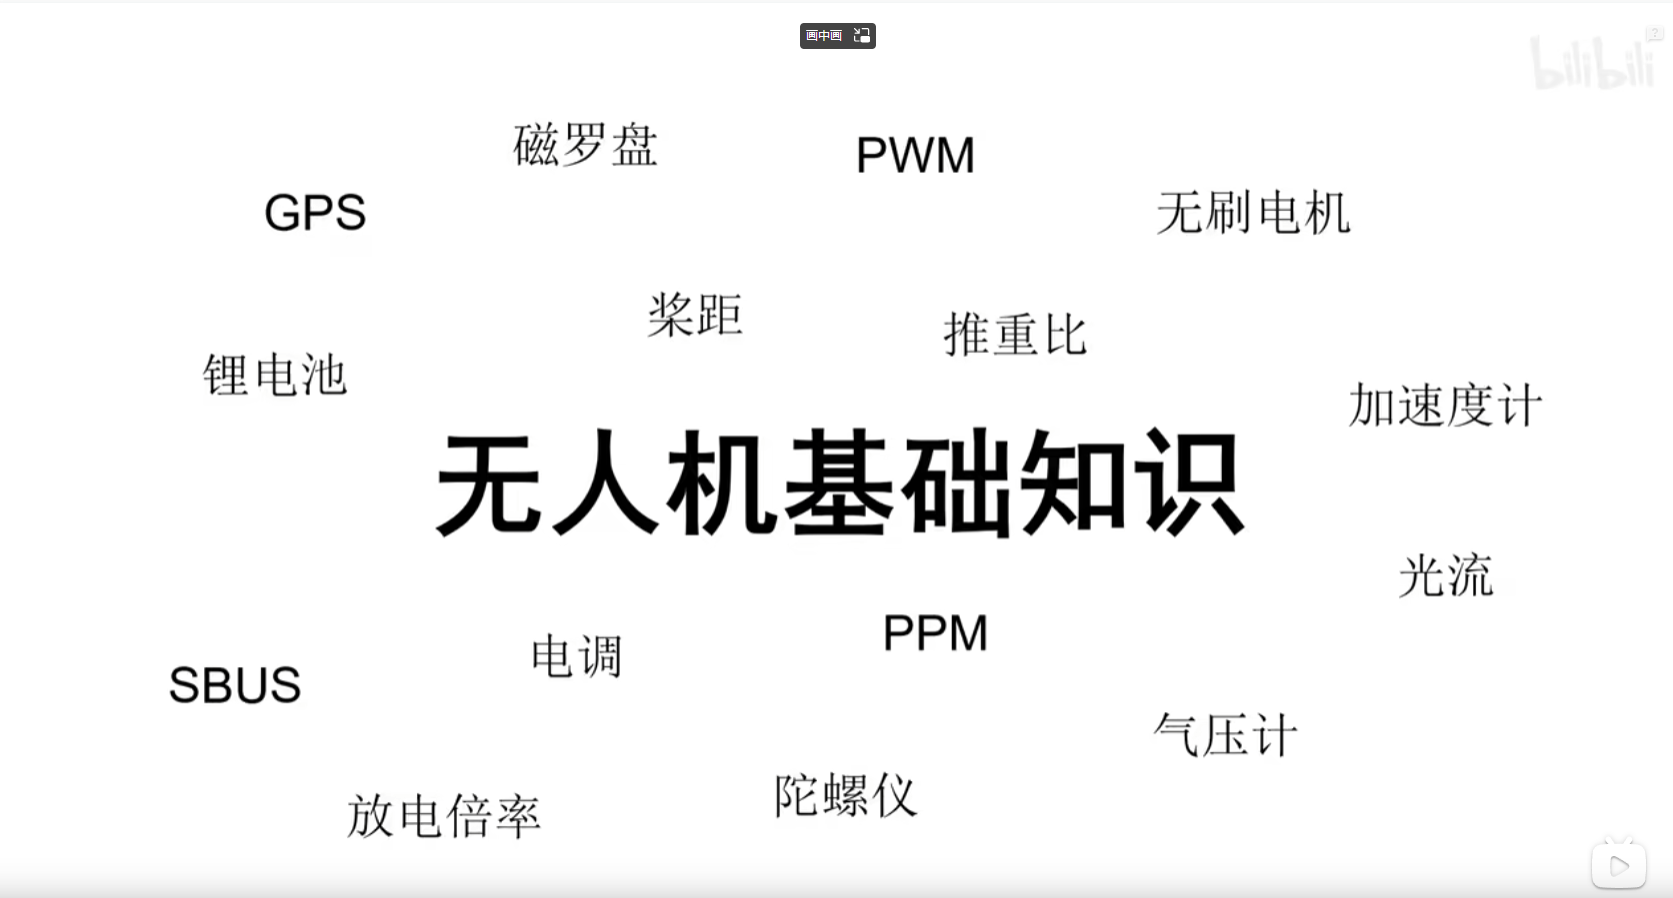 画中画
bilibili
磁罗盘
PWM
GPS
无刷电机
桨距
推重比
锂电池
加速度计
无人机基础知识
光流
PPM
电调
SBUS
气压计
陀螺仪
放电倍率